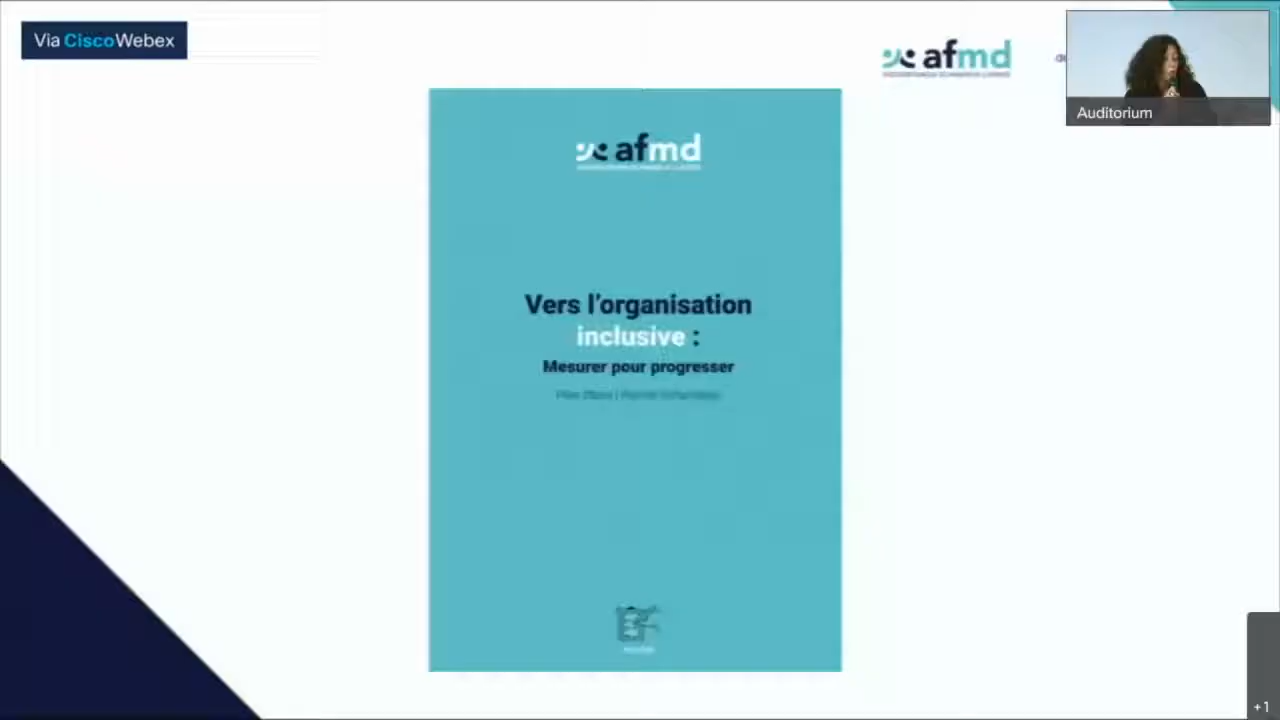 Via CiscoWebex
afmd
Auditorium
afmd
Vers l'organisation
inclusive :
Mesurer pour progresser
+1